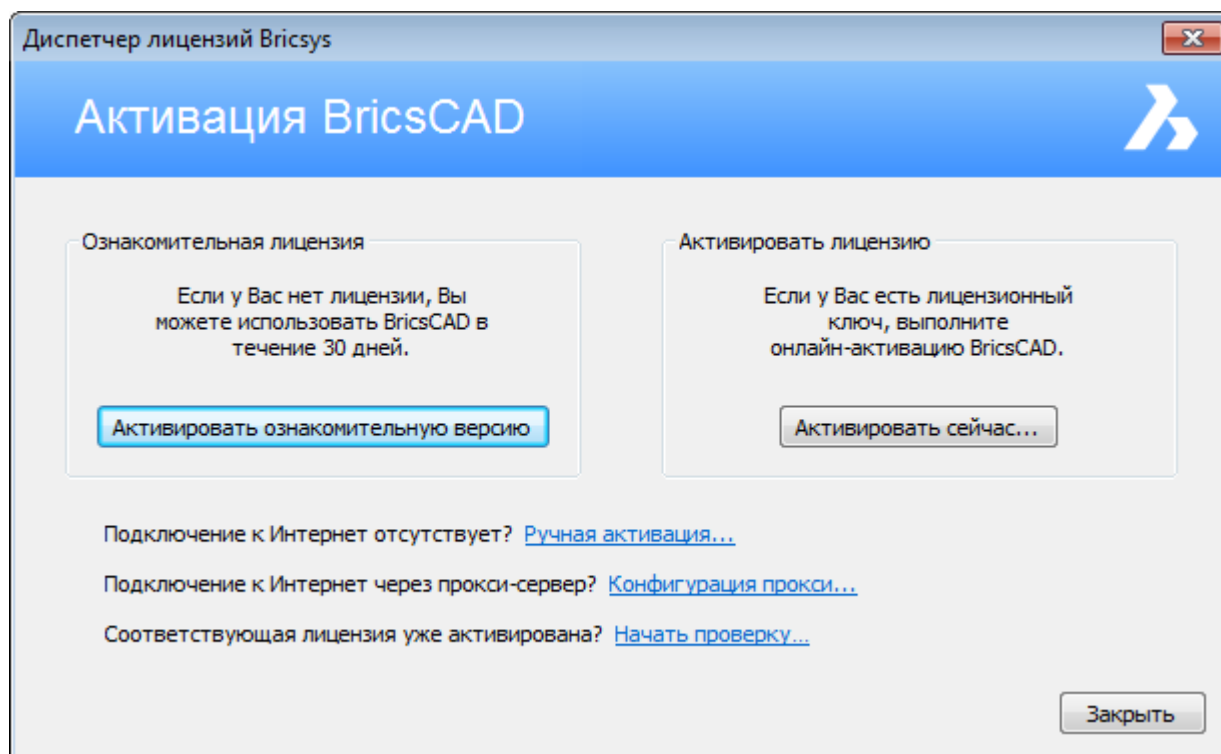 Диспетчер лицензий Bricsys
Активация BricsCAD
Ознакомительная лицензия
Если у Вас нет лицензии, Вы
можете использовать BricsCAD в
течение 30 дней.
Активировать ознакомительную версию
Активировать лицензию
Если у Вас есть лицензионный
ключ, выполните
онлайн-активацию BricsCAD.
Активировать сейчас...
Подключение к Интернет отсутствует? Ручная активация...
Подключение к Интернет через прокси-сервер? Конфигурация прокси...
Соответствующая лицензия уже активирована? Начать проверку...
Закрыть